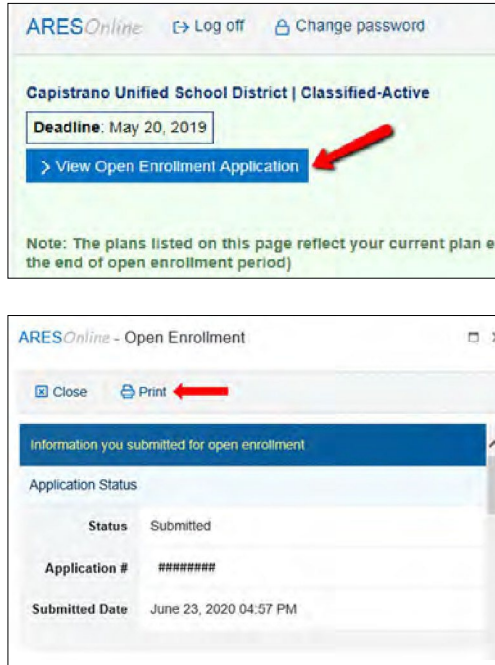 ARESOnline Log off Change password
Capistrano Unified School District | Classified-Active
Deadline: May 20, 2019
> View Open Enrollment Application
Note: The plans listed on this page reflect your current plan e
the end of open enrollment period)
ARESOnline - Open Enrollment
Close Print
Information you submitted for open enrollment
Application Status
Status Submitted
Application # ########
Submitted Date June 23, 2020 04:57 PM